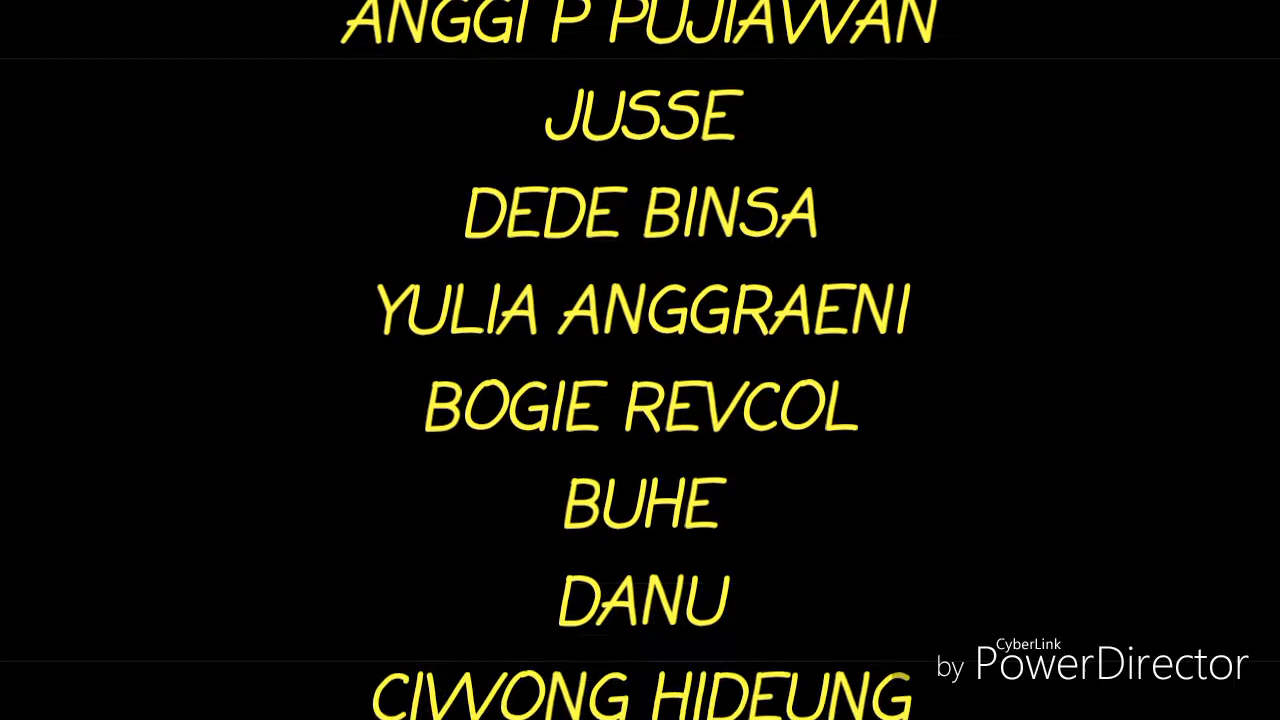 ANGGI P PUJIAWAN
JUSSE
DEDE BINSA
YULIA ANGGRAENI
BOGIE REVCOL
BUHE
DANU
CIWONG HIDEUNG
CyberLink
by PowerDirector